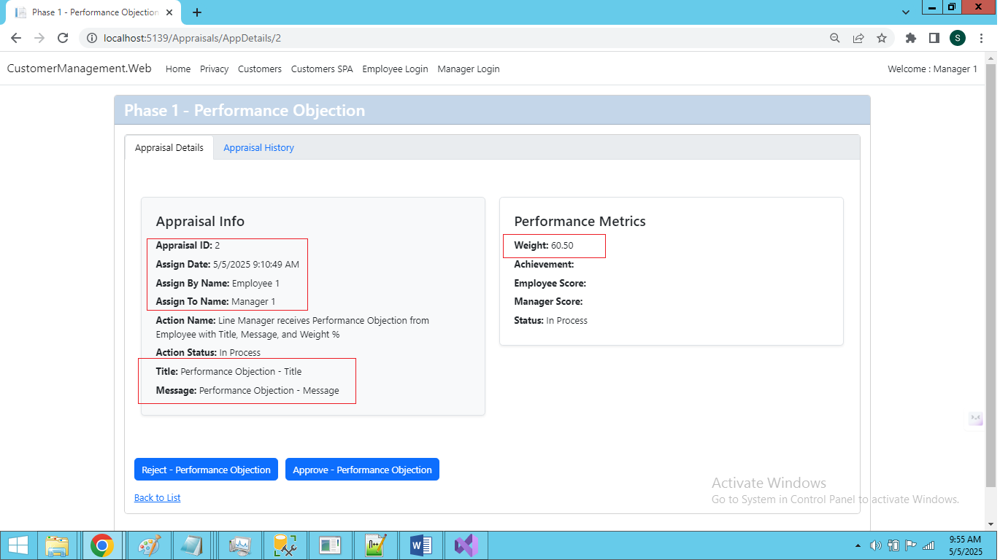 Phase 1 - Performance Objection
localhost:5139/Appraisals/AppDetails/2
S
CustomerManagement.Web Home Privacy Customers Customers SPA Employee Login Manager Login Welcome : Manager 1
Phase 1 - Performance Objection
Appraisal Details Appraisal History
Appraisal Info
Appraisal ID: 2
Assign Date: 5/5/2025 9:10:49 AM
Assign By Name: Employee 1
Assign To Name: Manager 1
Action Name: Line Manager receives Performance Objection from
Employee with Title, Message, and Weight %
Action Status: In Process
Title: Performance Objection - Title
Message: Performance Objection - Message
Performance Metrics
Weight: 60.50
Achievement:
Employee Score:
Manager Score:
Status: In Process
Reject - Performance Objection Approve - Performance Objection
Back to List
Activate Windows
Go to System in Control Panel to activate Windows.
9:55 AM
5/5/2025